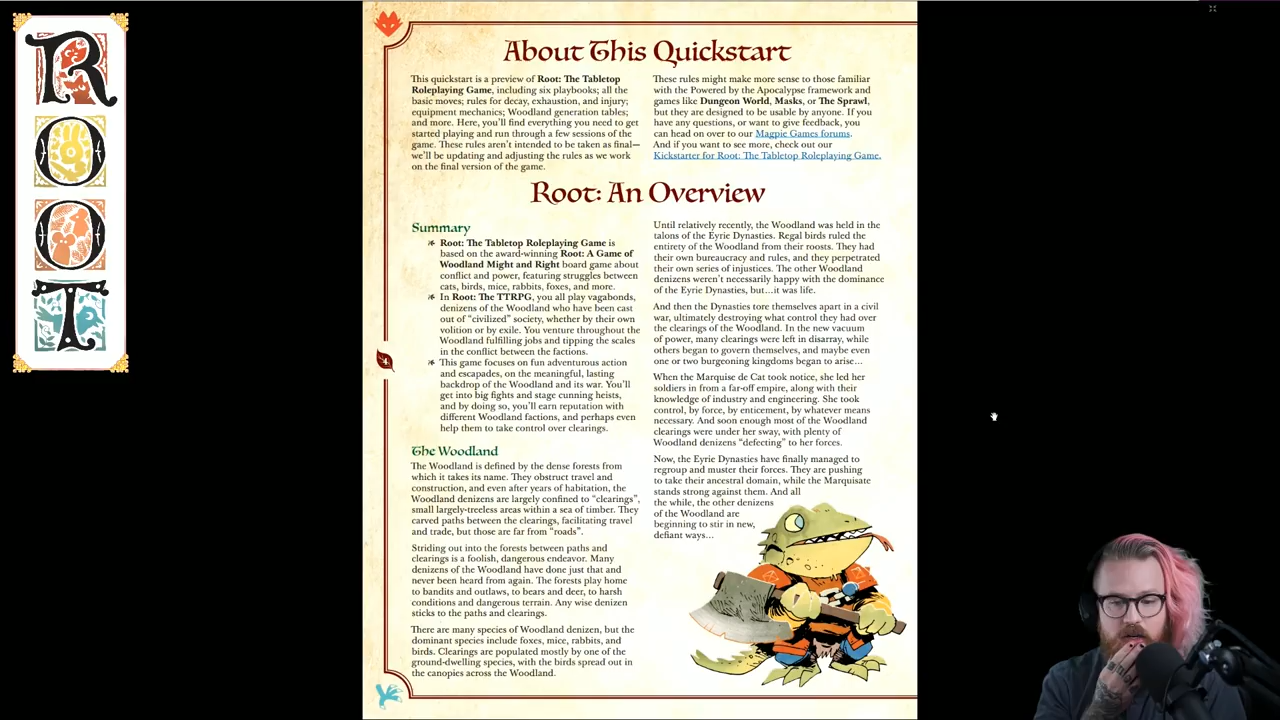 ROOT
About This Quickstart
This quickstart is a preview of Root: The Tabletop
Roleplaying Game, including six playbooks; all the
basic moves; rules for decay, exhaustion, and injury;
equipment mechanics; Woodland generation tables;
and more. Here, you'll find everything you need to get
started playing and run through a few sessions of the
game. These rules aren't intended to be taken as final—
we'll be updating and adjusting the rules as we work
on the final version of the game.
These rules might make more sense to those familiar
with the Powered by the Apocalypse framework and
games like Dungeon World, Masks, or The Sprawl,
but they are designed to be usable by anyone. If you
have any questions, or want to give feedback, you
can head on over to our Magpie Games forums.
And if you want to see more, check out our
Kickstarter for Root: The Tabletop Roleplaying Game.
Root: An Overview
Summary
Root: The Tabletop Roleplaying Game is
based on the award-winning Root: A Game of
Woodland Might and Right board game about
conflict and power, featuring struggles between
cats, birds, mice, rabbits, foxes, and more.
In Root: The TTRPG, you all play vagabonds,
denizens of the Woodland who have been cast
out of "civilized" society, whether by their own
volition or by exile. You venture throughout the
Woodland fulfilling jobs and tipping the scales
in the conflict between the factions.
This game focuses on fun adventurous action
and escapades, on the meaningful, lasting
backdrop of the Woodland and its war. You'll
get into big fights and stage cunning heists,
and by doing so, you'll earn reputation with
different Woodland factions, and perhaps even
help them to take control over clearings.
4
The Woodland
The Woodland is defined by the dense forests from
which it takes its name. They obstruct travel and
construction, and even after years of habitation, the
Woodland denizens are largely confined to "clearings",
small largely-treeless areas within a sea of timber. They
carved paths between the clearings, facilitating travel
and trade, but those are far from "roads".
Striding out into the forests between paths and
clearings is a foolish, dangerous endeavor. Many
denizens of the Woodland have done just that and
never been heard from again. The forests play home
to bandits and outlaws, to bears and deer, to harsh
conditions and dangerous terrain. Any wise denizen
sticks to the paths and clearings.
There are many species of Woodland denizen, but the
dominant species include foxes, mice, rabbits, and
birds. Clearings are populated mostly by one of the
ground-dwelling species, with the birds spread out in
the canopies across the Woodland.
Until relatively recently, the Woodland was held in the
talons of the Eyrie Dynasties. Regal birds ruled the
entirety of the Woodland from their roosts. They had
their own bureaucracy and rules, and they perpetrated
their own series of injustices. The other Woodland
denizens weren't necessarily happy with the dominance
of the Eyrie Dynasties, but...it was life.
And then the Dynasties tore themselves apart in a civil
war, ultimately destroying what control they had over
the clearings of the Woodland. In the new vacuum
of power, many clearings were left in disarray, while
others began to govern themselves, and maybe even
one or two burgeoning kingdoms began to arise...
When the Marquise de Cat took notice, she led her
soldiers in from a far-off empire, along with their
knowledge of industry and engineering. She took
control, by force, by enticement, by whatever means
necessary. And soon enough most of the Woodland
clearings were under her sway, with plenty of
Woodland denizens "defecting" to her forces.
Now, the Eyrie Dynasties have finally managed to
regroup and muster their forces. They are pushing
to take their ancestral domain, while the Marquisate
stands strong against them. And all
the while, the other denizens
of the Woodland are
beginning to stir in new,
defiant ways...